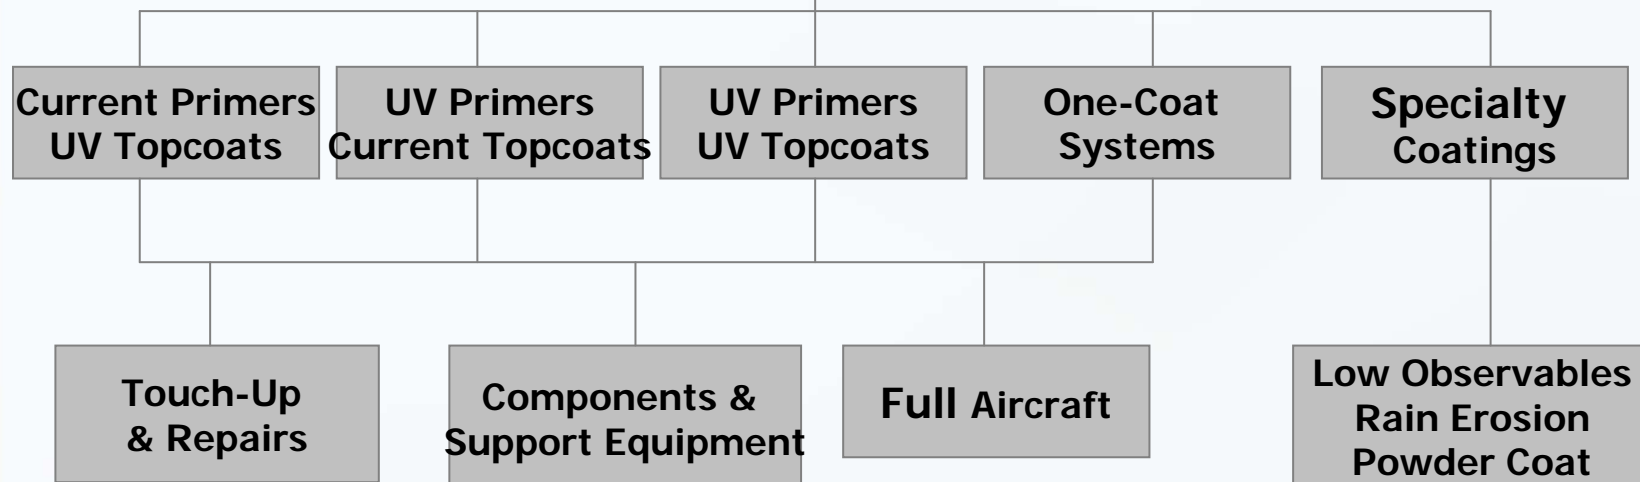 Current Primers
UV Topcoats
UV Primers
Current Topcoats
UV Primers
UV Topcoats
One-Coat
Systems
Specialty
Coatings
Touch-Up
& Repairs
Components &
Support Equipment
Full Aircraft
Low Observables
Rain Erosion
Powder Coat